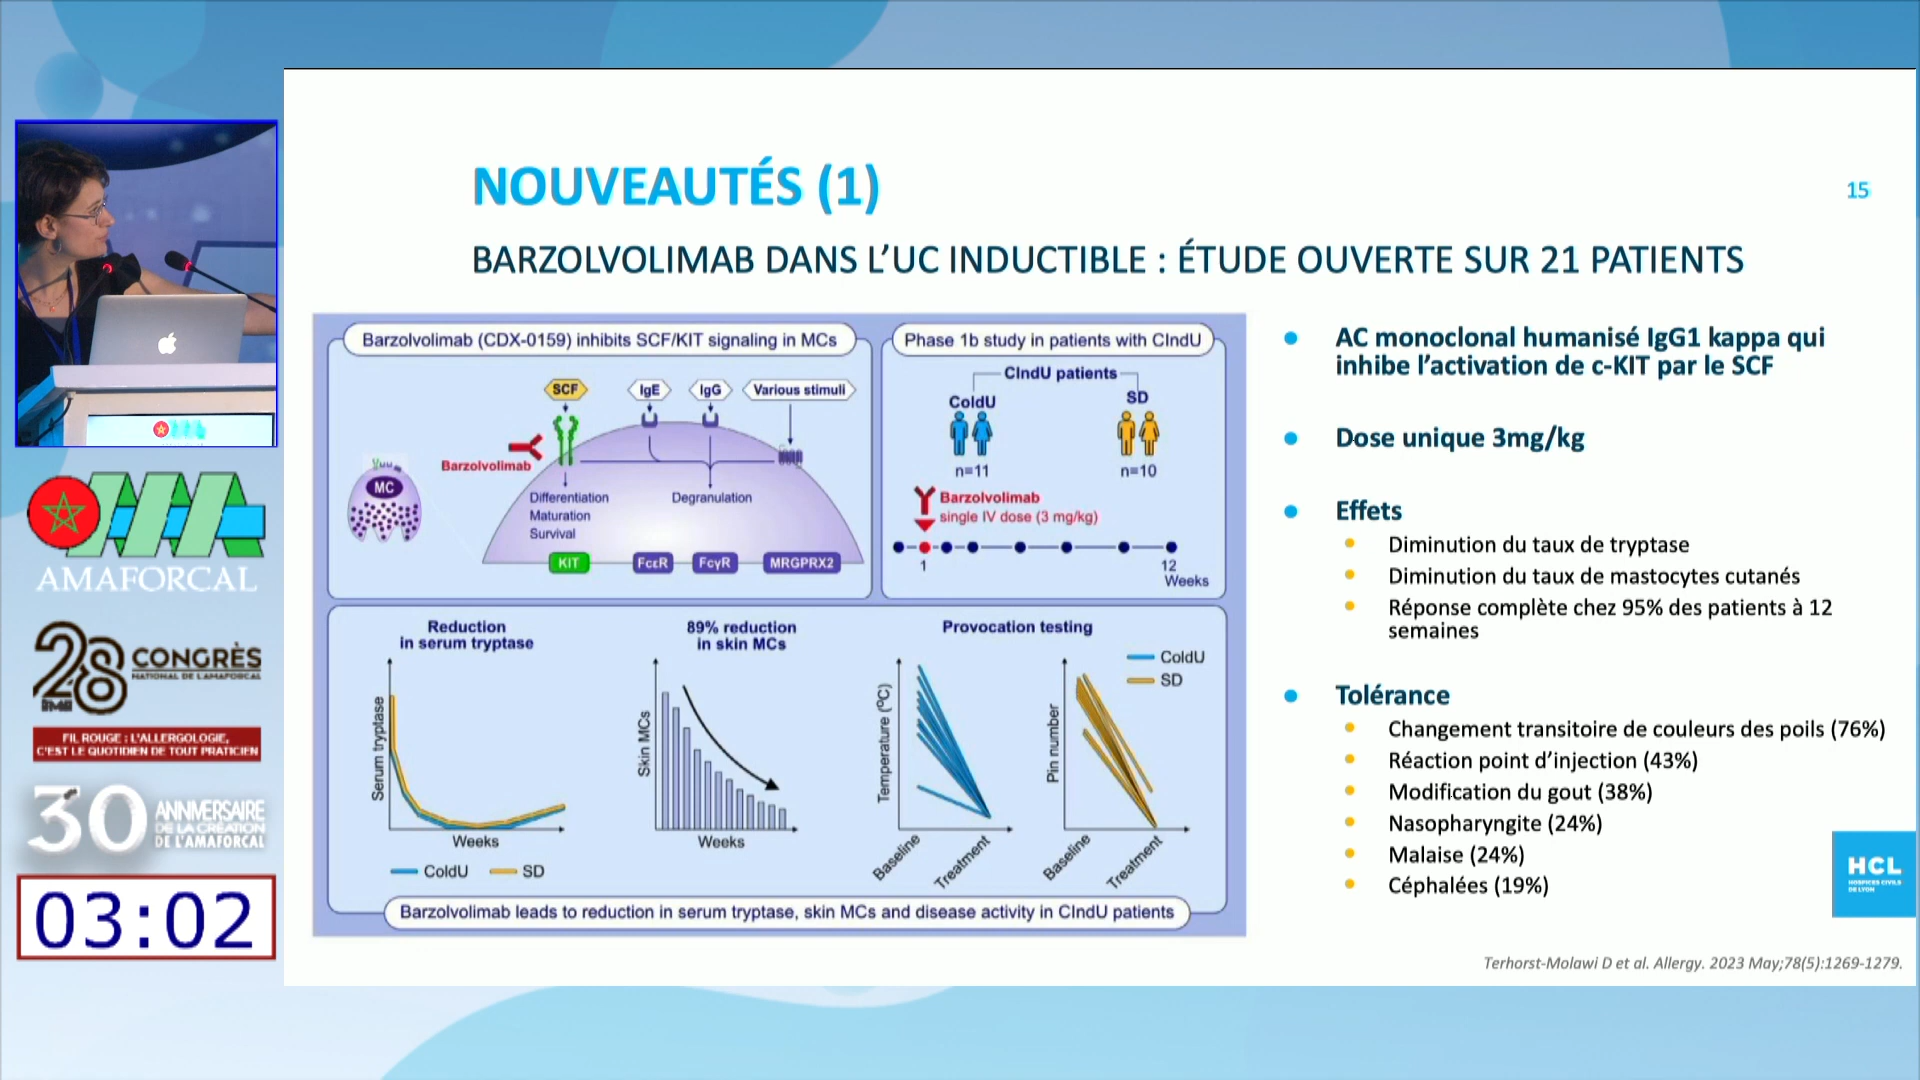 NOUVEAUTÉS (1)
15
BARZOLVOLIMAB DANS L’UC INDUCTIBLE : ÉTUDE OUVERTE SUR 21 PATIENTS
Barzolvolimab (CDX-0159) inhibits SCF/KIT signaling in MCs
SCF
IgE
IgG
Various stimuli
Barzolvolimab
MC
Differentiation
Maturation
Survival
Degranulation
KIT
FcεR
FcγR
MRGPRX2
Phase 1b study in patients with CIndU
CIndU patients
ColdU
SD
n=11
n=10
Barzolvolimab
single IV dose (3 mg/kg)
1
12
Weeks
Reduction
in serum tryptase
Serum tryptase
Weeks
ColdU
SD
89% reduction
in skin MCs
Skin MCs
Weeks
Provocation testing
ColdU
SD
Temperature (ºC)
Baseline
Treatment
Pin number
Baseline
Treatment
Barzolvolimab leads to reduction in serum tryptase, skin MCs and disease activity in CIndU patients
AC monoclonal humanisé IgG1 kappa qui
inhibe l’activation de c-KIT par le SCF
Dose unique 3mg/kg
Effets
Diminution du taux de tryptase
Diminution du taux de mastocytes cutanés
Réponse complète chez 95% des patients à 12
semaines
Tolérance
Changement transitoire de couleurs des poils (76%)
Réaction point d’injection (43%)
Modification du gout (38%)
Nasopharyngite (24%)
Malaise (24%)
Céphalées (19%)
HCL
HOSPICES CIVILS
DE LYON
Terhorst-Molawi D et al. Allergy. 2023 May;78(5):1269-1279.
AMAFORCAL
28
CONGRÈS
NATIONAL DE L'AMAFORCAL
FIL ROUGE : L'ALLERGOLOGIE,
C'EST LE QUOTIDIEN DE TOUT PRATICIEN
30
ANNIVERSAIRE
DE LA CRÉATION
DE L'AMAFORCAL
03:02